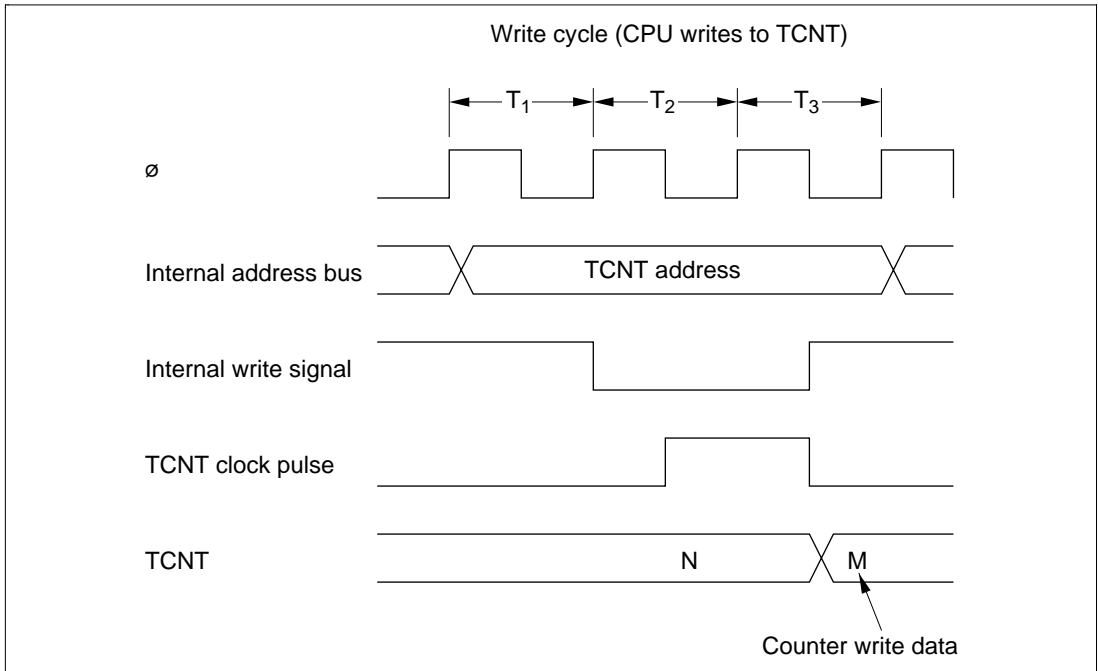 Write cycle (CPU writes to TCNT)
T₁ T₂ T₃
ø
Internal address bus TCNT address
Internal write signal
TCNT clock pulse
TCNT N M
Counter write data